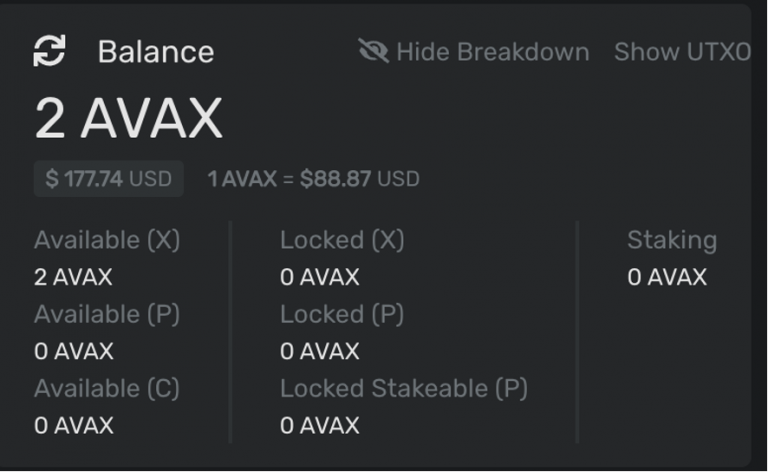 Balance Hide Breakdown Show UTXO
2 AVAX
$ 177.74 USD 1 AVAX = $88.87 USD
Available (X) Locked (X) Staking
2 AVAX 0 AVAX 0 AVAX
Available (P) Locked (P)
0 AVAX 0 AVAX
Available (C) Locked Stakeable (P)
0 AVAX 0 AVAX